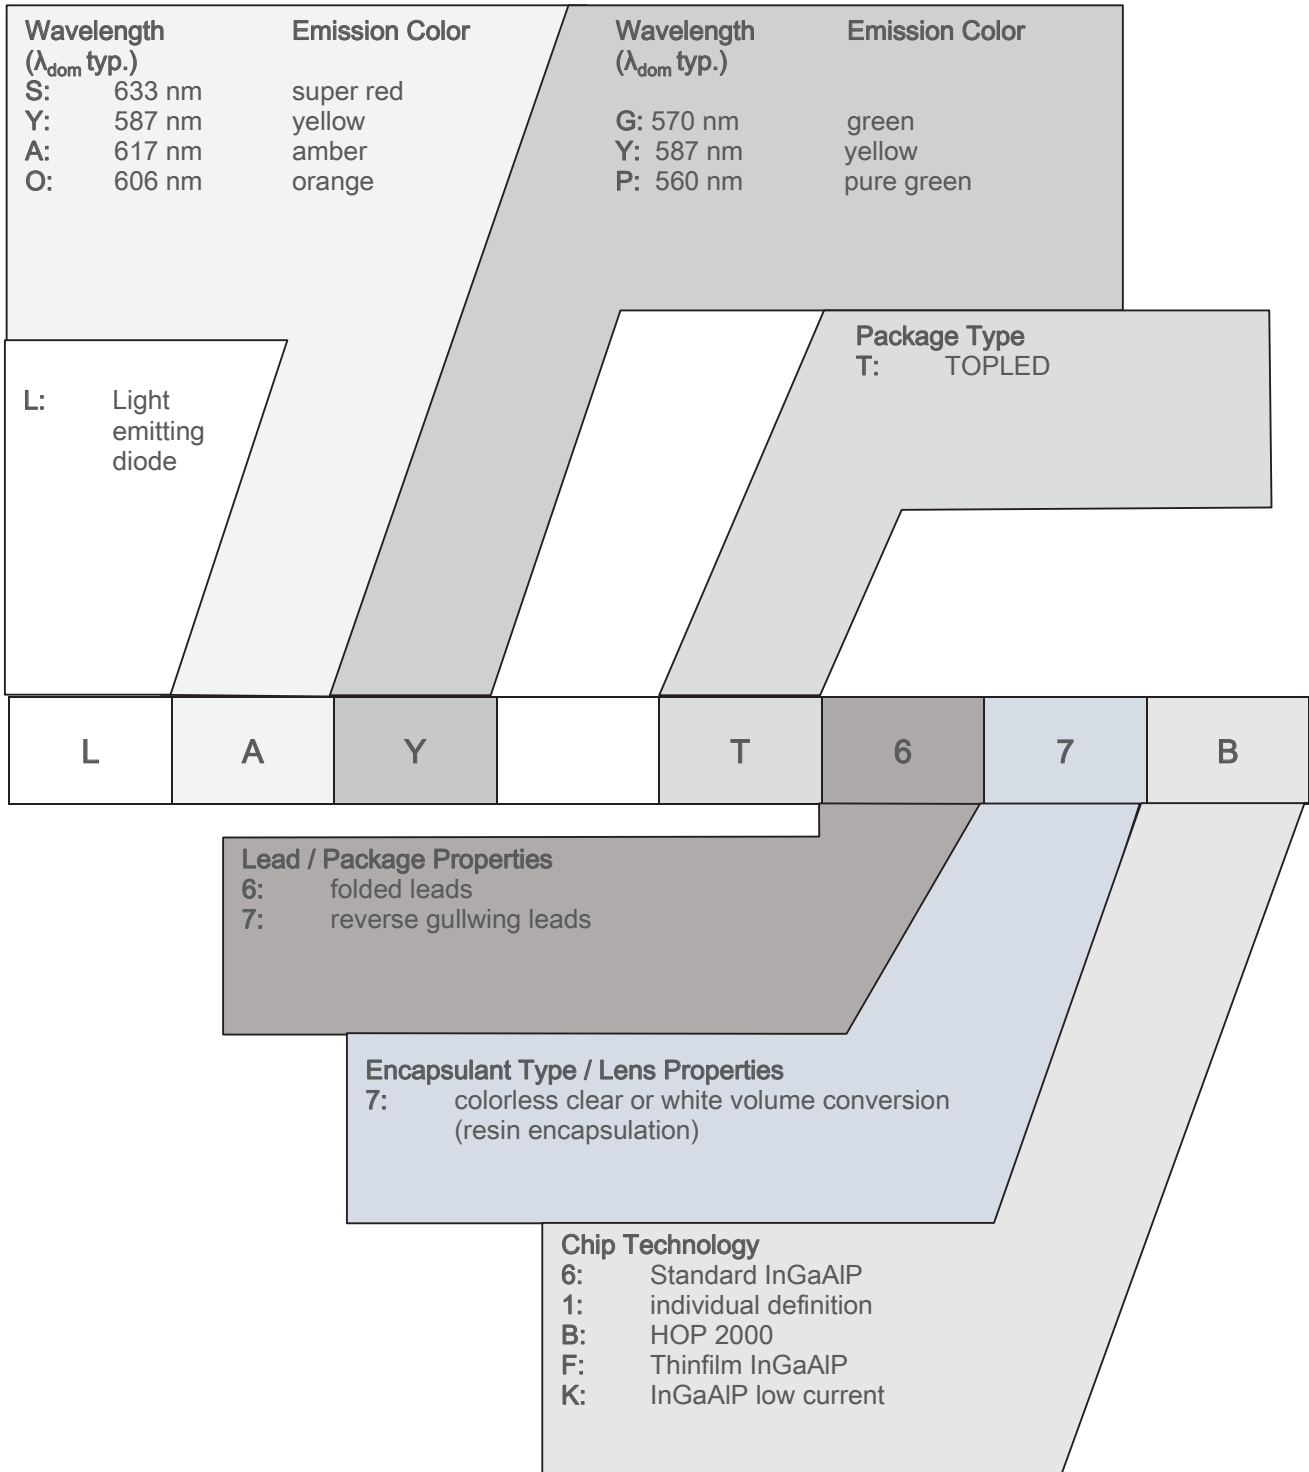 Wavelength Emission Color
(λdom typ.)
S: 633 nm super red
Y: 587 nm yellow
A: 617 nm amber
O: 606 nm orange
Wavelength Emission Color
(λdom typ.)
G: 570 nm green
Y: 587 nm yellow
P: 560 nm pure green
Package Type
T: TOPLED
L: Light
emitting
diode
L A Y T 6 7 B
Lead / Package Properties
6: folded leads
7: reverse gullwing leads
Encapsulant Type / Lens Properties
7: colorless clear or white volume conversion
(resin encapsulation)
Chip Technology
6: Standard InGaAlP
1: individual definition
B: HOP 2000
F: Thinfilm InGaAlP
K: InGaAlP low current